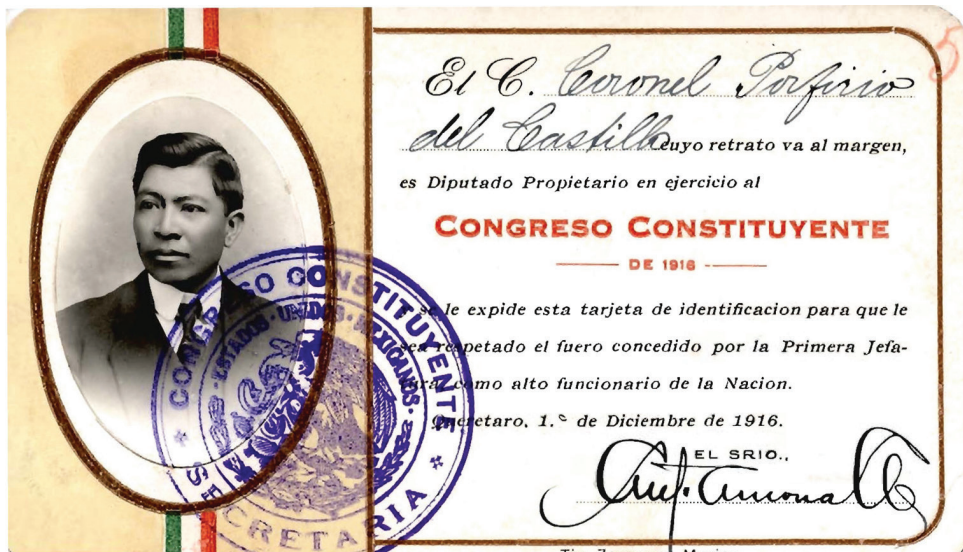 5
El C. Coronel Porfirio
del Castillo cuyo retrato va al margen,
es Diputado Propietario en ejercicio al
CONGRESO CONSTITUYENTE
DE 1916
se le expide esta tarjeta de identificacion para que le
sea respetado el fuero concedido por la Primera Jefa-
tura como alto funcionario de la Nacion.
Queretaro, 1.º de Diciembre de 1916.
EL SRIO.,
CONGRESO CONSTITUYENTE
ESTADOS · UNIDOS · MEXICANOS
SECRETARIA